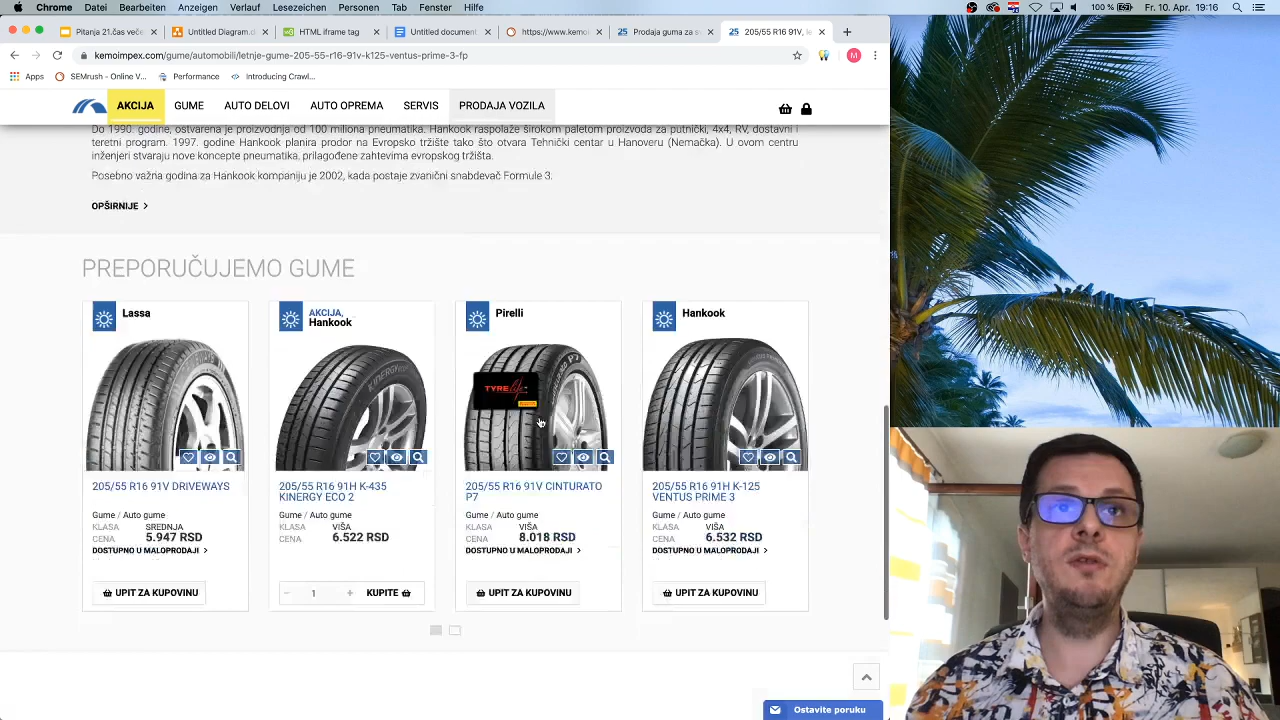 Chrome Datei Bearbeiten Anzeigen Verlauf Lesezeichen Personen Tab Fenster Hilfe 100 % Fr. 10. Apr. 19:16
Pitanja 21.čas več
Untitled Diagram.d
HTML iframe tag
Untitled documen
https://www.kemo
Prodaja guma za s
205/55 R16 91V, l
kemoimpex.com/gume/automobili/letnje-gume-205-55-r16-91v-k125-ventus-prime-3-fp
M
Apps SEMrush - Online V... Performance Introducing Crawl...
AKCIJA GUME AUTO DELOVI AUTO OPREMA SERVIS PRODAJA VOZILA
Do 1990. godine, ostvarena je proizvodnja od 100 miliona pneumatika. Hankook raspolaže širokom paletom proizvoda za putnički, 4x4, RV, dostavni i
teretni program. 1997. godine Hankook planira prodor na Evropsko tržište tako što otvara Tehnički centar u Hanoveru (Nemačka). U ovom centru
inženjeri stvaraju nove koncepte pneumatika, prilagođene zahtevima evropskog tržišta.
Posebno važna godina za Hankook kompaniju je 2002, kada postaje zvanični snabdevač Formule 3.
OPŠIRNIJE
PREPORUČUJEMO GUME
Lassa
205/55 R16 91V DRIVEWAYS
Gume / Auto gume
KLASA SREDNJA
CENA 5.947 RSD
DOSTUPNO U MALOPRODAJI
UPIT ZA KUPOVINU
AKCIJA,
Hankook
205/55 R16 91H K-435
KINERGY ECO 2
Gume / Auto gume
KLASA VIŠA
CENA 6.522 RSD
− 1 + KUPITE
Pirelli
TYRE life
205/55 R16 91V CINTURATO
P7
Gume / Auto gume
KLASA VIŠA
CENA 8.018 RSD
DOSTUPNO U MALOPRODAJI
UPIT ZA KUPOVINU
Hankook
205/55 R16 91H K-125
VENTUS PRIME 3
Gume / Auto gume
KLASA VIŠA
CENA 6.532 RSD
DOSTUPNO U MALOPRODAJI
UPIT ZA KUPOVINU
Ostavite poruku